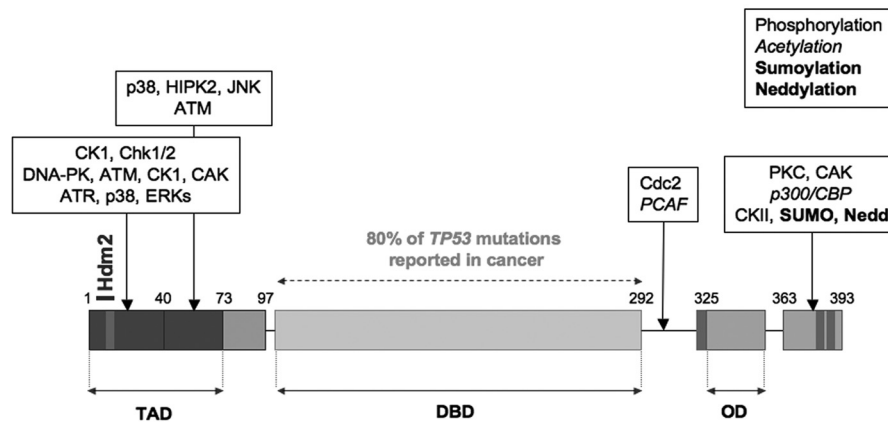 Phosphorylation
Acetylation
Sumoylation
Neddylation
p38, HIPK2, JNK
ATM
CK1, Chk1/2
DNA-PK, ATM, CK1, CAK
ATR, p38, ERKs
Cdc2
PCAF
PKC, CAK
p300/CBP
CKII, SUMO, Nedd
Hdm2
80% of TP53 mutations
reported in cancer
1 40 73 97 292 325 363 393
TAD DBD OD